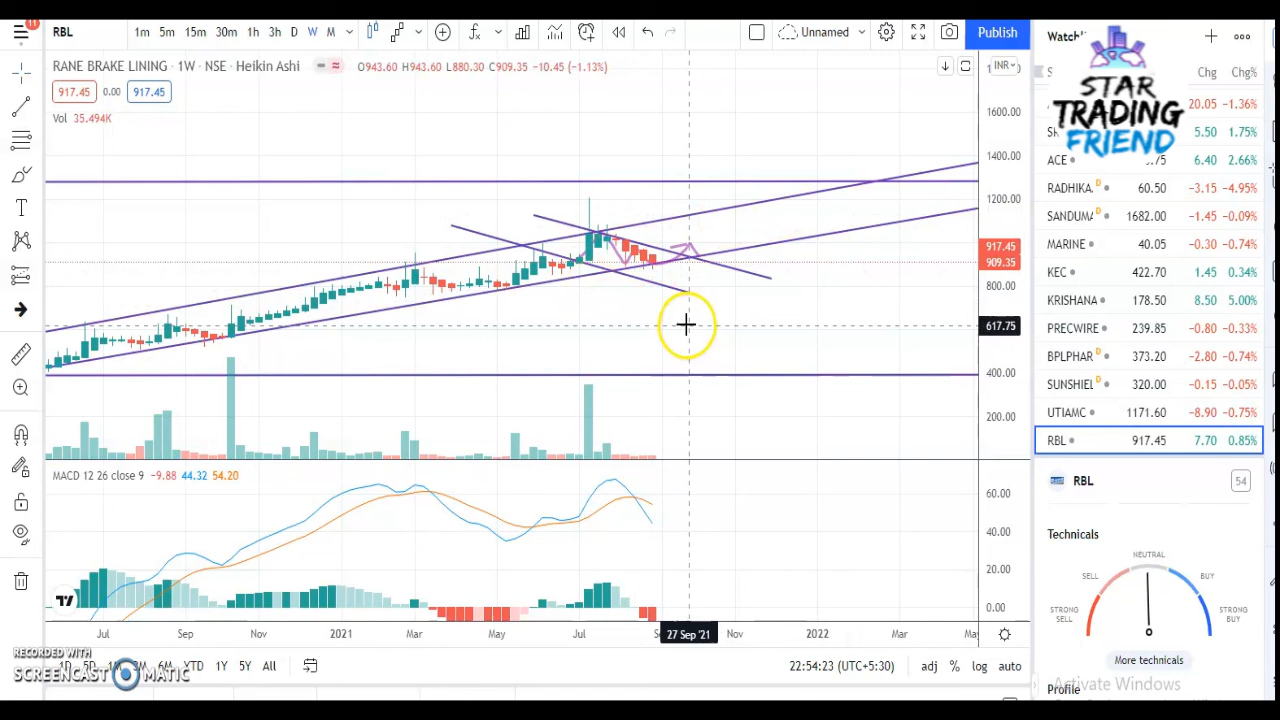 11
RBL 1m 5m 15m 30m 1h 3h D W M Unnamed Publish
RANE BRAKE LINING · 1W · NSE · Heikin Ashi O943.60 L880.30 C909.35 −10.45 (−1.13%)
917.45 0.00 917.45
Vol 35.494K
INR
1600.00
1400.00
1200.00
917.45
909.35
800.00
617.75
400.00
200.00
MACD 12 26 close 9 −9.88 44.32 54.20
60.00
40.00
20.00
0.00
Jul Sep Nov 2021 Mar May Jul 27 Sep '21 Nov 2022 Mar
5D 6M YTD 1Y 5Y All 22:54:23 (UTC+5:30) adj % log auto
RECORDED WITH
SCREENCAST MATIC
Chg Chg%
STAR
TRADING
FRIEND
20.05 −1.36%
5.50 1.75%
ACE 6.40 2.66%
RADHIKA D 60.50 −3.15 −4.95%
SANDUMA D 1682.00 −1.45 −0.09%
MARINE 40.05 −0.30 −0.74%
KEC 422.70 1.45 0.34%
KRISHANA 178.50 8.50 5.00%
PRECWIRE 239.85 −0.80 −0.33%
BPLPHAR D 373.20 −2.80 −0.74%
SUNSHIEL D 320.00 −0.15 −0.05%
UTIAMC 1171.60 −8.90 −0.75%
RBL 917.45 7.70 0.85%
RBL 54
Technicals
NEUTRAL
SELL BUY
STRONG SELL STRONG BUY
More technicals
Profile
Activate Windows